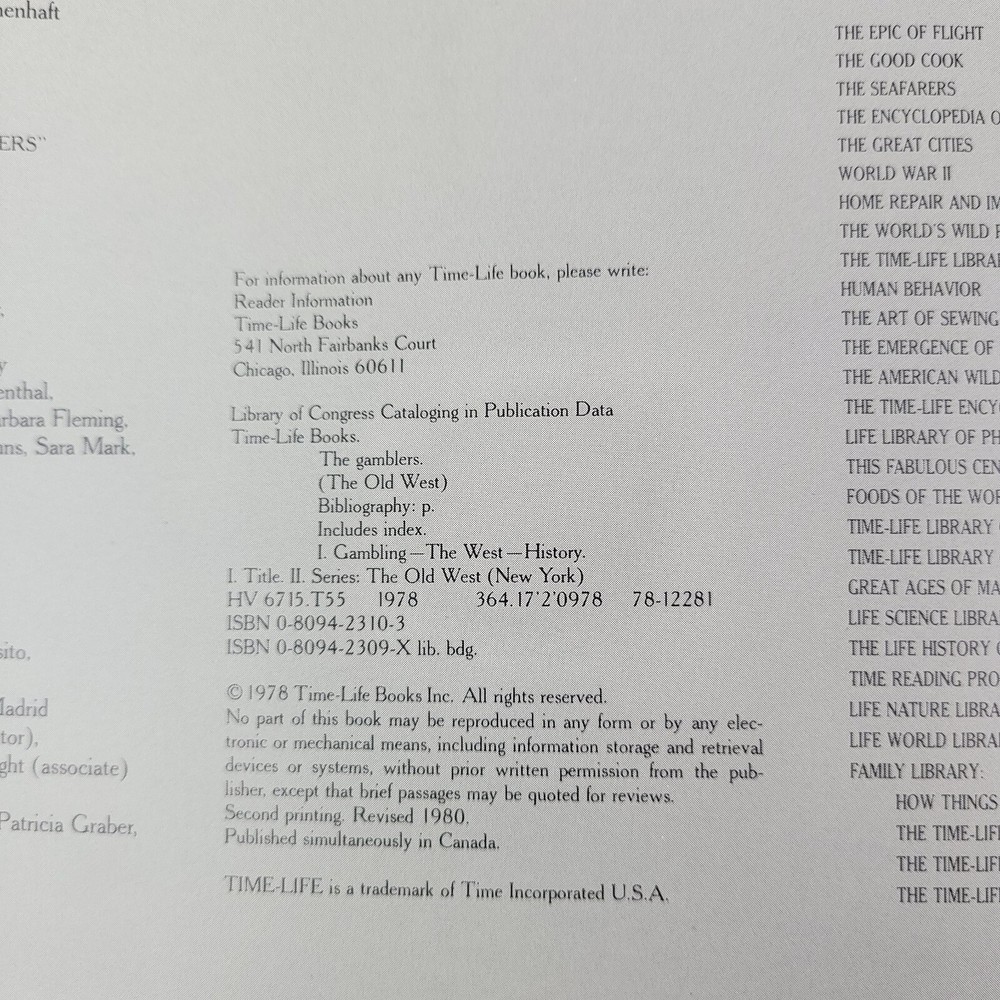 enhaft
ERS"
enthal,
rbara Fleming,
ns, Sara Mark,
sito,
adrid
tor),
ght (associate)
Patricia Graber,
For information about any Time-Life book, please write:
Reader Information
Time-Life Books
541 North Fairbanks Court
Chicago, Illinois 60611
Library of Congress Cataloging in Publication Data
Time-Life Books.
The gamblers.
(The Old West)
Bibliography: p.
Includes index.
I. Gambling—The West—History.
I. Title. II. Series: The Old West (New York)
HV 6715.T55 1978 364.17'2'0978 78-12281
ISBN 0-8094-2310-3
ISBN 0-8094-2309-X lib. bdg.
© 1978 Time-Life Books Inc. All rights reserved.
No part of this book may be reproduced in any form or by any elec-
tronic or mechanical means, including information storage and retrieval
devices or systems, without prior written permission from the pub-
lisher, except that brief passages may be quoted for reviews.
Second printing. Revised 1980.
Published simultaneously in Canada.
TIME-LIFE is a trademark of Time Incorporated U.S.A.
THE EPIC OF FLIGHT
THE GOOD COOK
THE SEAFARERS
THE ENCYCLOPEDIA O
THE GREAT CITIES
WORLD WAR II
HOME REPAIR AND IM
THE WORLD'S WILD P
THE TIME-LIFE LIBRA
HUMAN BEHAVIOR
THE ART OF SEWING
THE EMERGENCE OF
THE AMERICAN WILD
THE TIME-LIFE ENCY
LIFE LIBRARY OF PH
THIS FABULOUS CEN
FOODS OF THE WOR
TIME-LIFE LIBRARY
TIME-LIFE LIBRARY
GREAT AGES OF MA
LIFE SCIENCE LIBRA
THE LIFE HISTORY
TIME READING PRO
LIFE NATURE LIBRA
LIFE WORLD LIBRA
FAMILY LIBRARY:
HOW THINGS
THE TIME-LIF
THE TIME-LIF
THE TIME-LIF